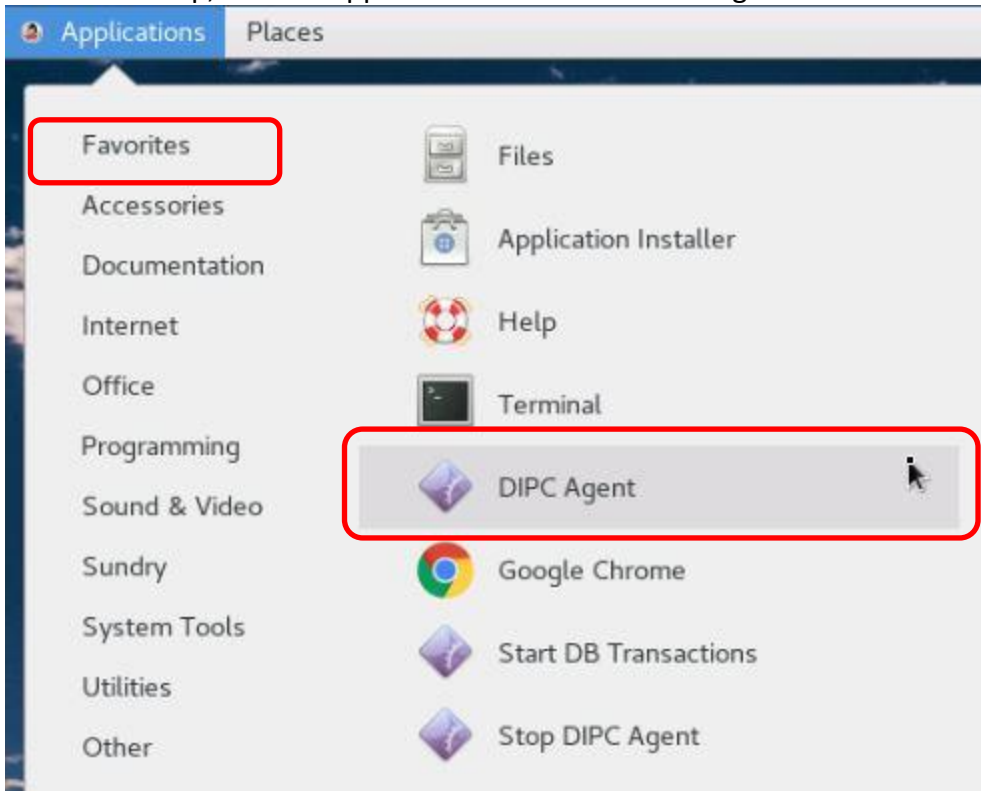 Applications Places
Favorites
Accessories
Documentation
Internet
Office
Programming
Sound & Video
Sundry
System Tools
Utilities
Other
Files
Application Installer
Help
Terminal
DIPC Agent
Google Chrome
Start DB Transactions
Stop DIPC Agent